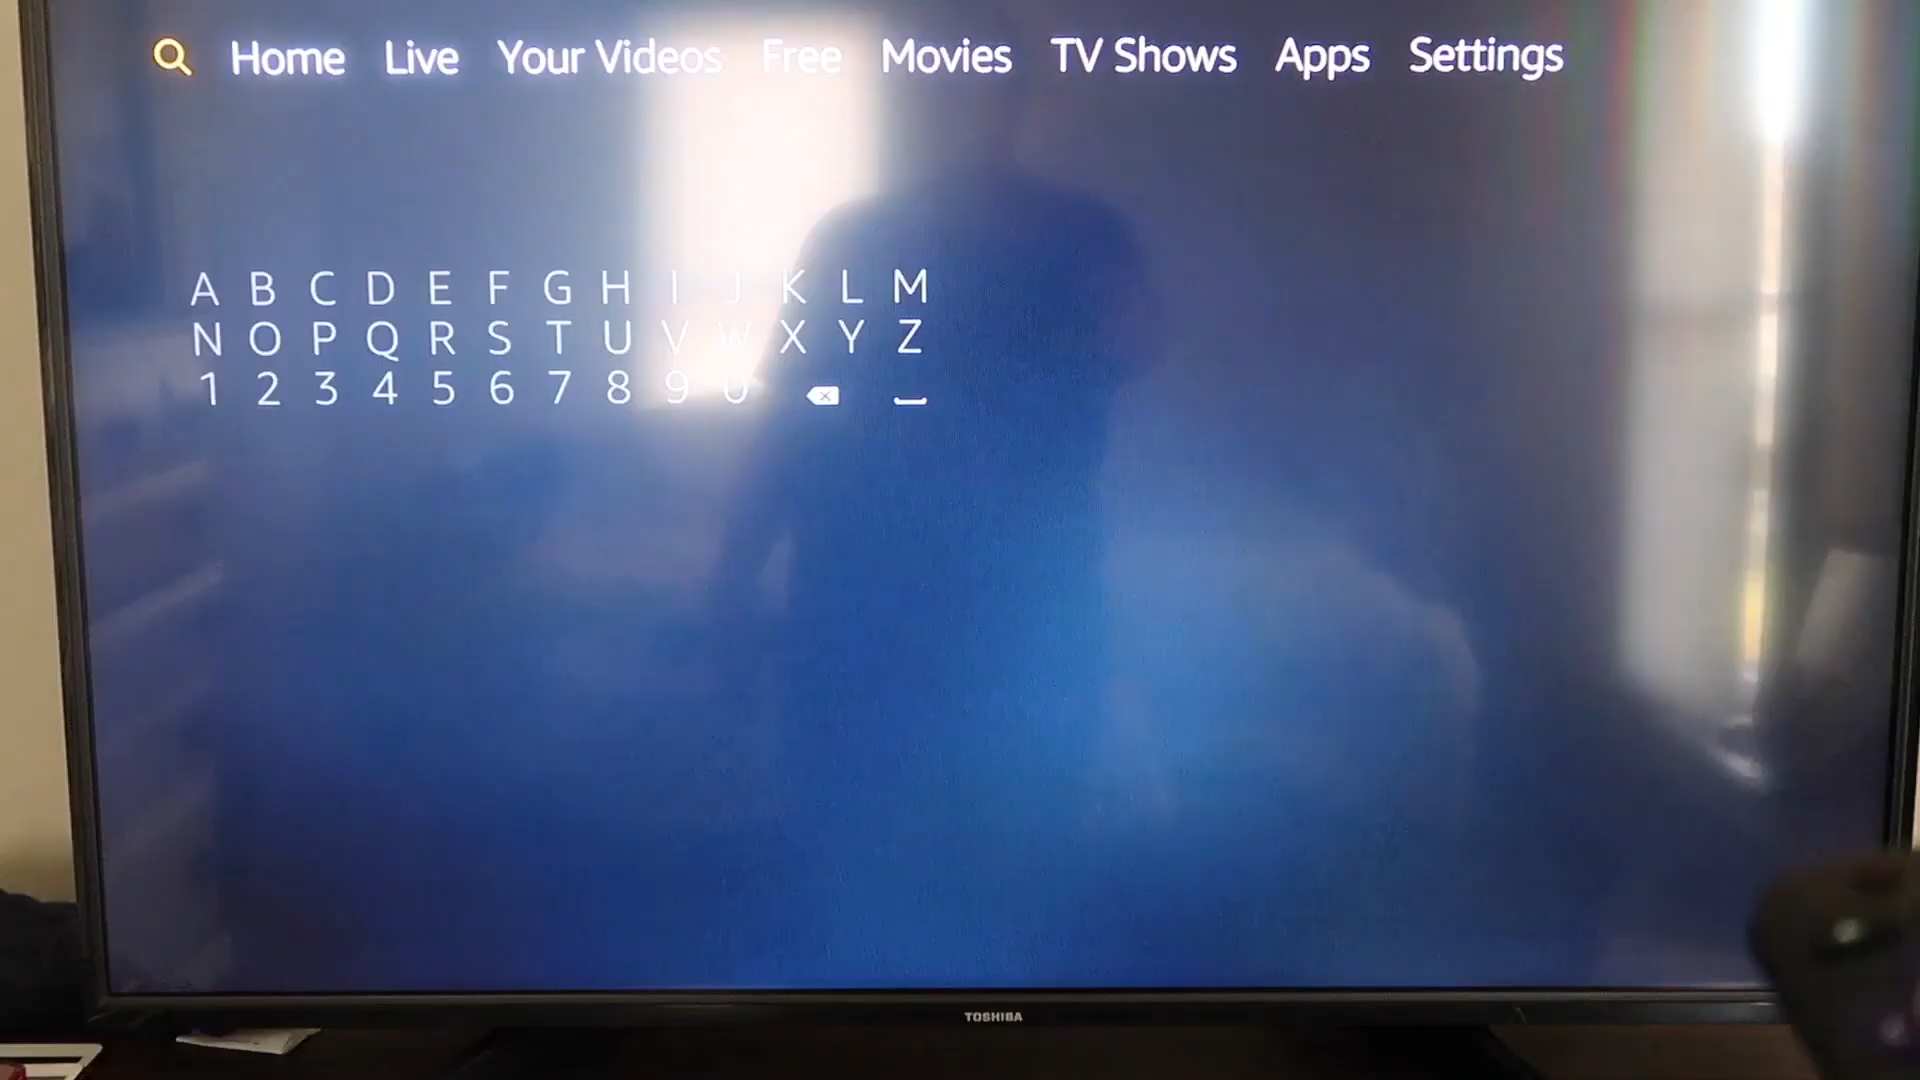 Home Live Your Videos Free Movies TV Shows Apps Settings
A B C D E F G H I J K L M
N O P Q R S T U V W X Y Z
1 2 3 4 5 6 7 8 9 0
TOSHIBA